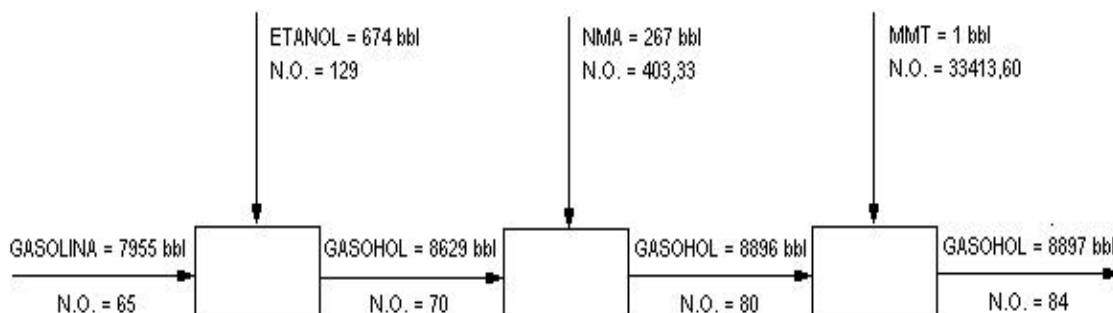 ETANOL = 674 bbl
N.O. = 129
NMA = 267 bbl
N.O. = 403,33
MMT = 1 bbl
N.O. = 33413,60
GASOLINA = 7955 bbl
N.O. = 65
GASOHOL = 8629 bbl
N.O. = 70
GASOHOL = 8896 bbl
N.O. = 80
GASOHOL = 8897 bbl
N.O. = 84